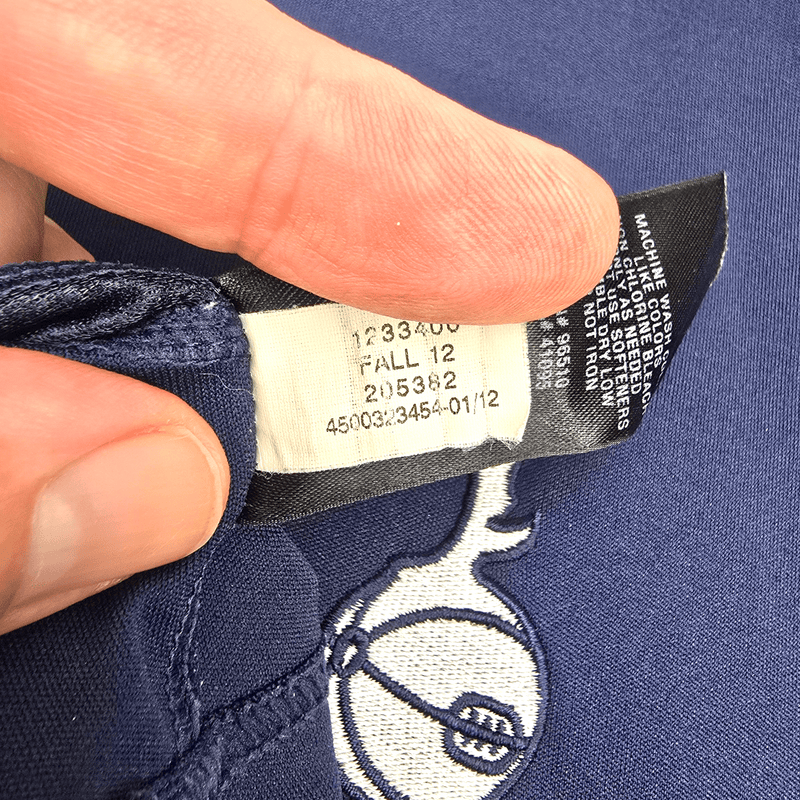 1233400
FALL 12
205382
4500323454-01/12
MACHINE WASH
LIKE COLORS
CHLORINE BLEACH
ONLY AS NEEDED
DRY LOW
USE SOFTENERS
NOT IRON
# 96510